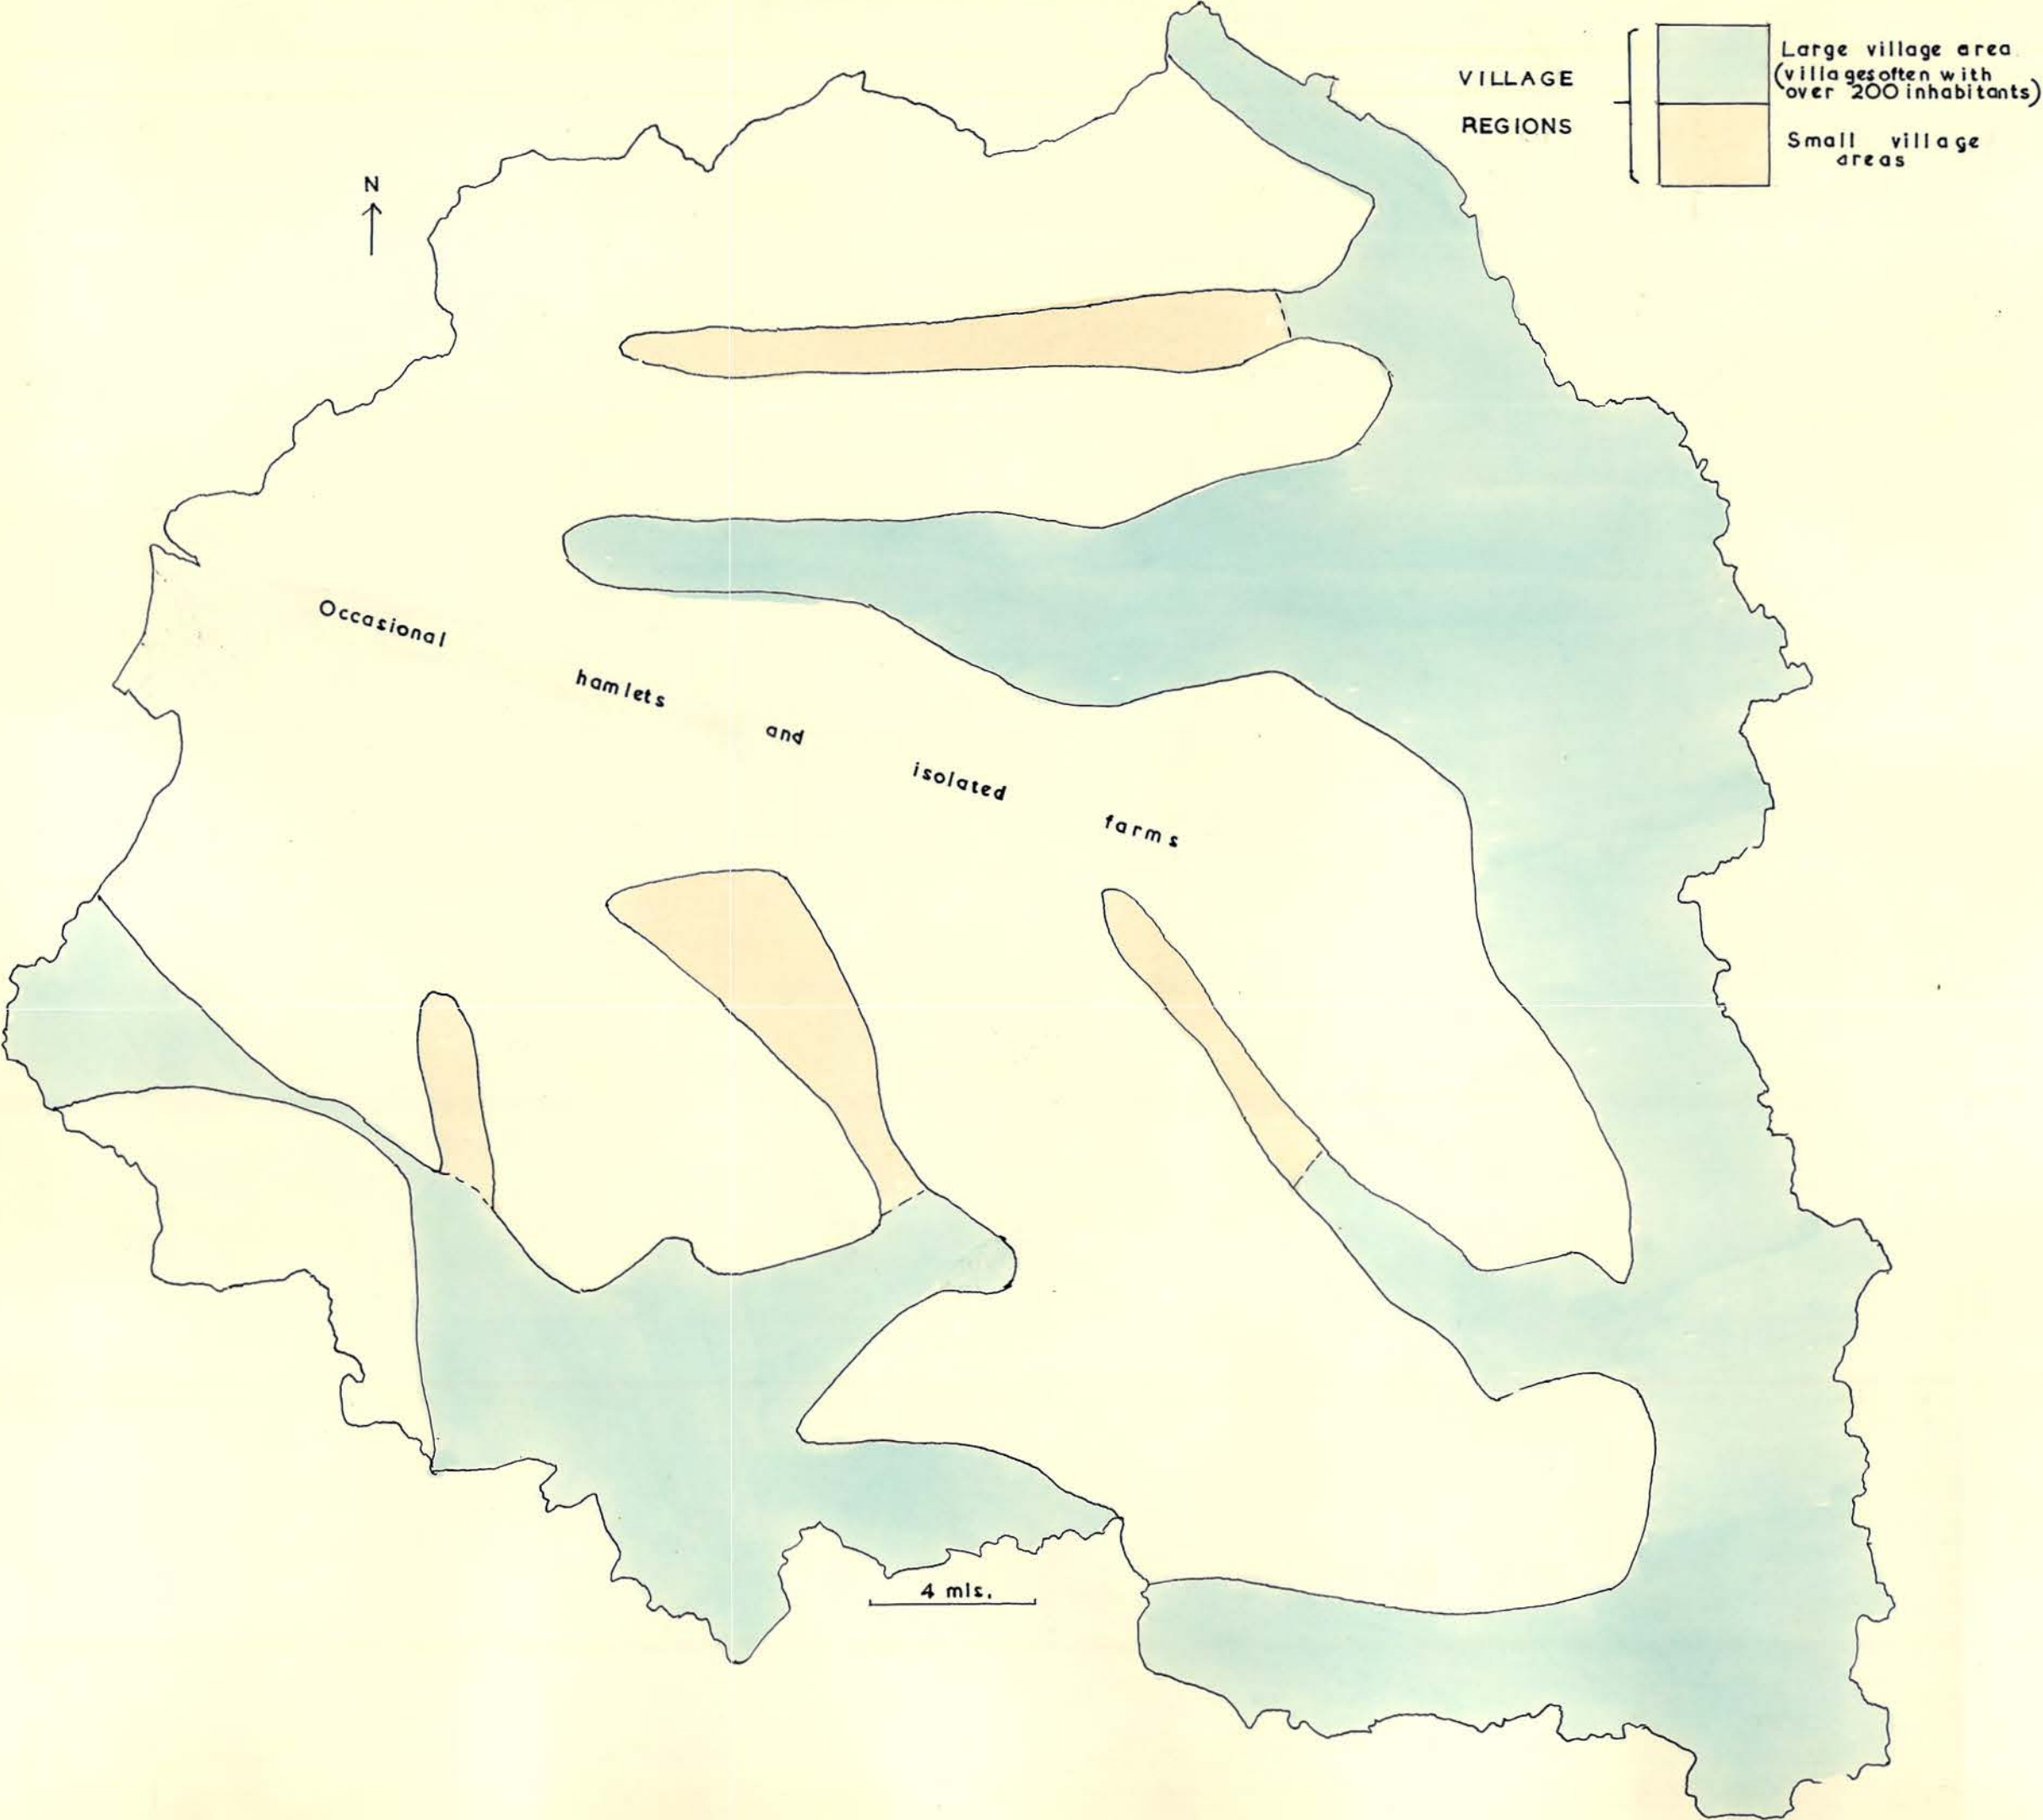 VILLAGE
REGIONS
Large village area
(villages often with
over 200 inhabitants)
Small village
areas
N
Occasional
hamlets
and
isolated
farms
4 mls.